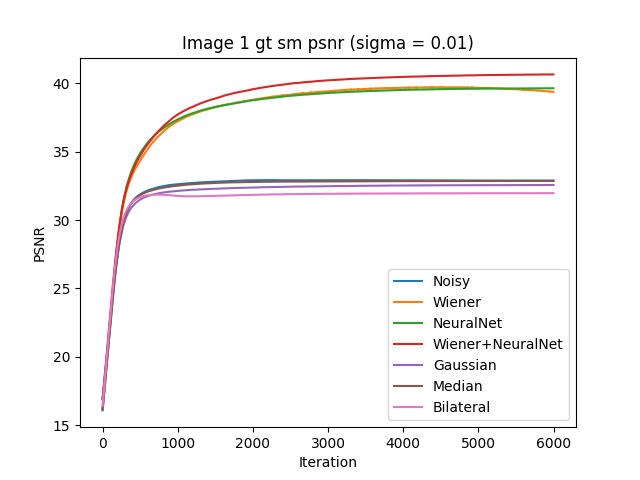 Image 1 gt sm psnr (sigma = 0.01)
PSNR
40
35
30
25
20
15
0 1000 2000 3000 4000 5000 6000
Iteration
Noisy
Wiener
NeuralNet
Wiener+NeuralNet
Gaussian
Median
Bilateral